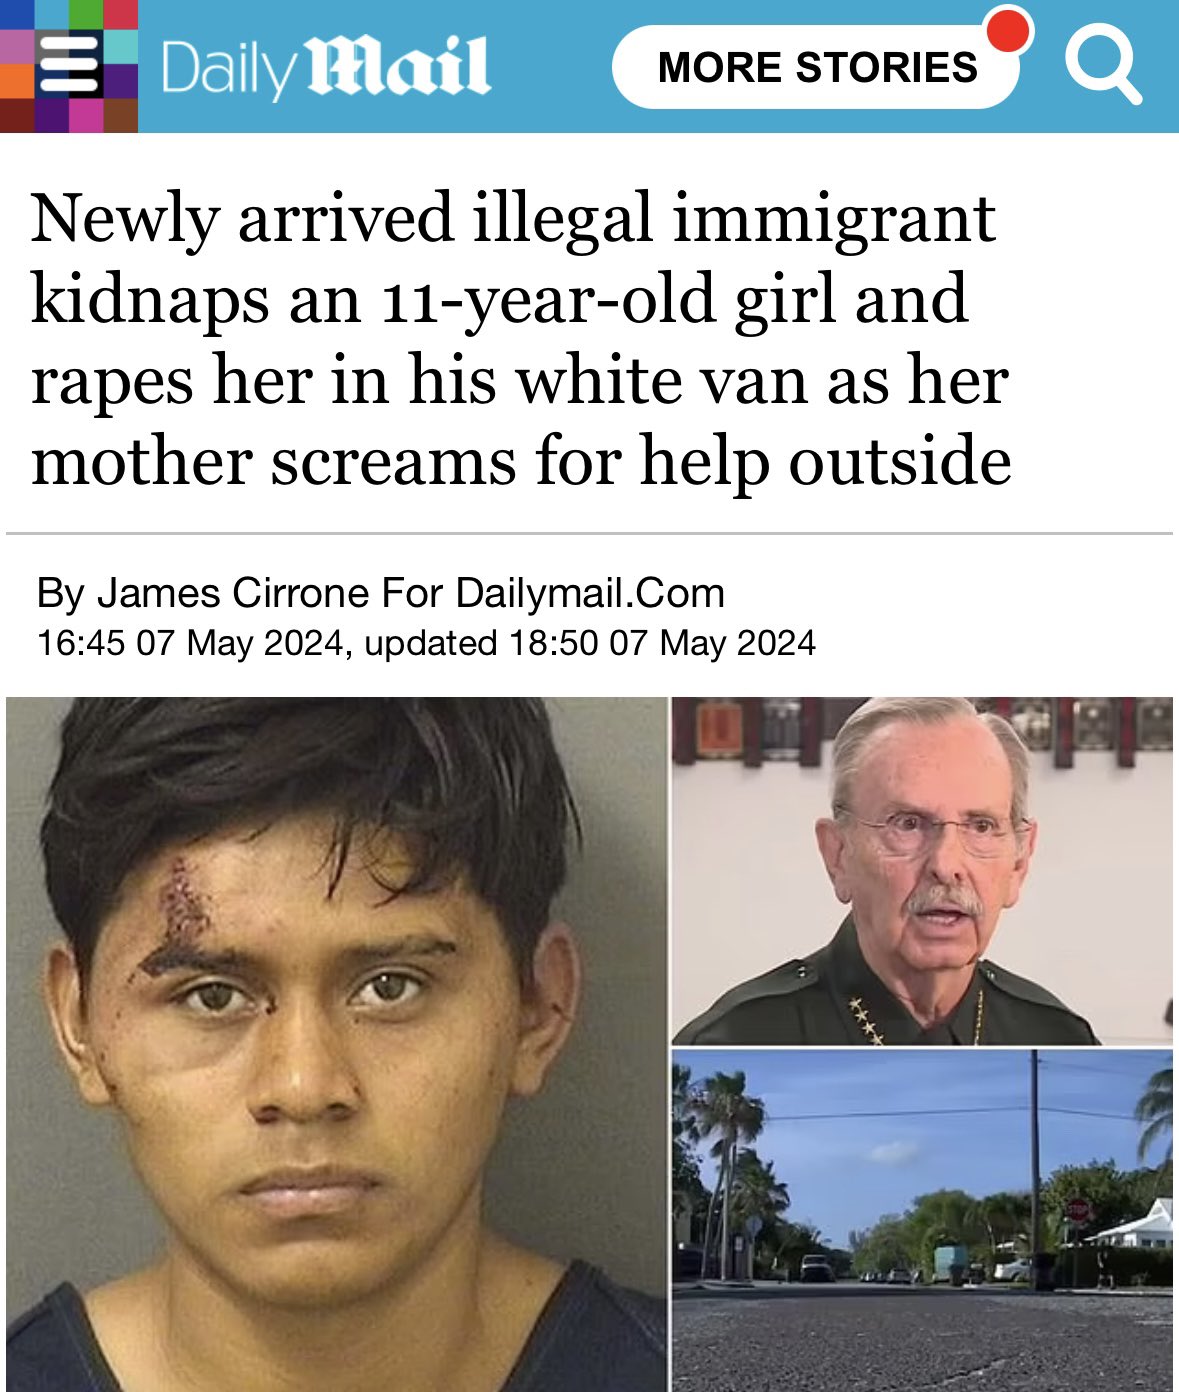 Daily Mail
MORE STORIES
Newly arrived illegal immigrant
kidnaps an 11-year-old girl and
rapes her in his white van as her
mother screams for help outside
By James Cirrone For Dailymail.Com
16:45 07 May 2024, updated 18:50 07 May 2024
STOP